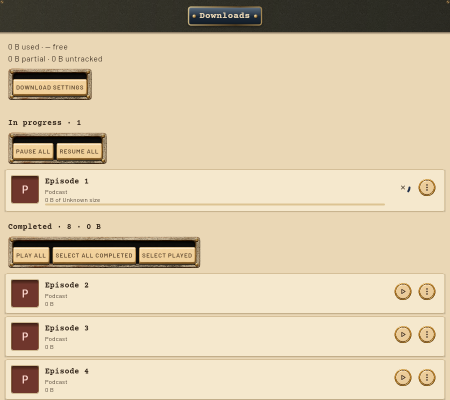 Downloads
0 B used · — free
0 B partial · 0 B untracked
DOWNLOAD SETTINGS
In progress · 1
PAUSE ALL RESUME ALL
P
Episode 1
Podcast
0 B of Unknown size
Completed · 8 · 0 B
PLAY ALL SELECT ALL COMPLETED SELECT PLAYED
P
Episode 2
Podcast
0 B
P
Episode 3
Podcast
0 B
P
Episode 4
Podcast
0 B